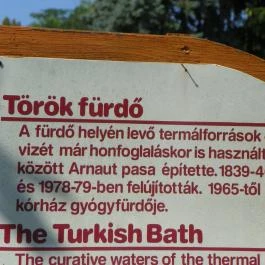 Török fürdő
A fürdő helyén levő termálforrások
vizét már honfoglaláskor is használt
között Arnaut pasa építette. 1839-4
és 1978-79-ben felújították. 1965-től
kórház gyógyfürdője.
The Turkish Bath
The curative waters of the thermal